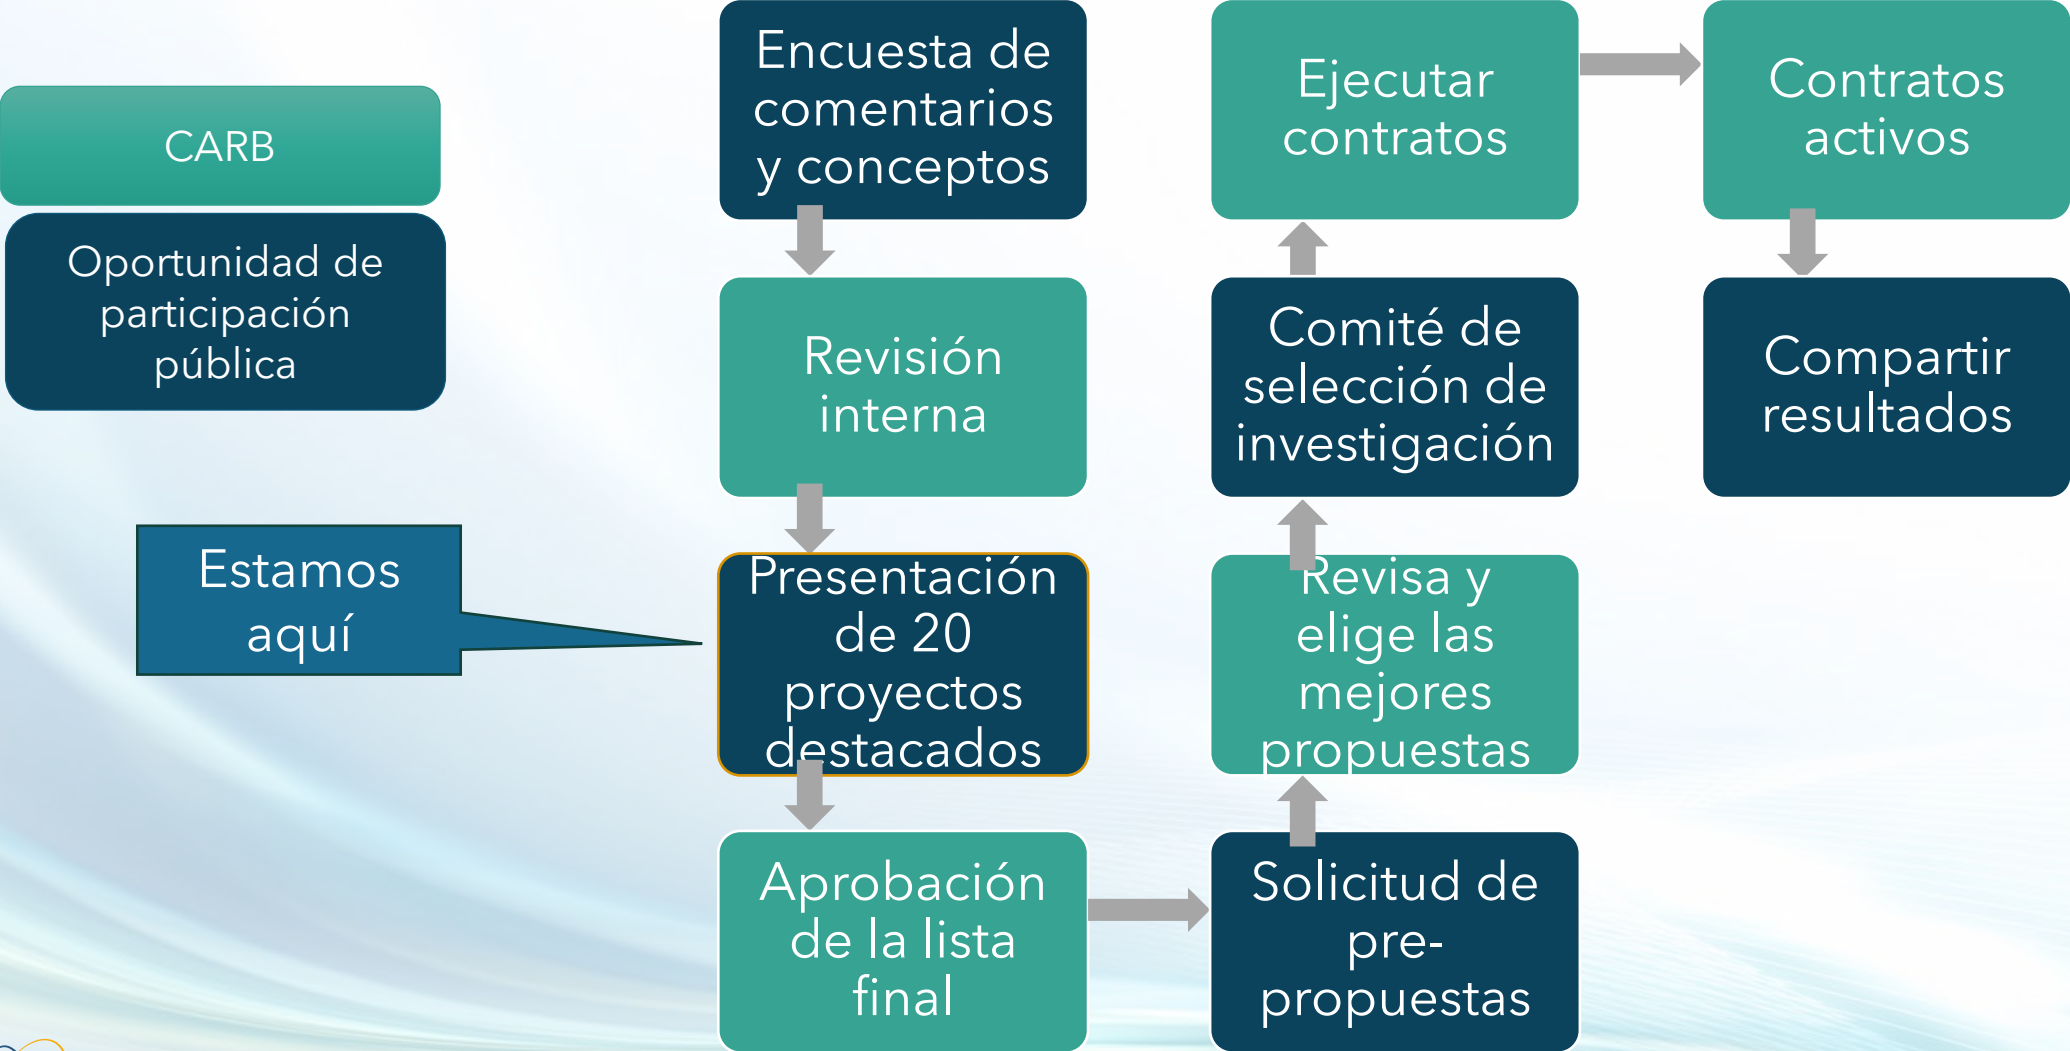 CARB
Oportunidad de
participación
pública
Estamos
aquí
Encuesta de
comentarios
y conceptos
Revisión
interna
Presentación
de 20
proyectos
destacados
Aprobación
de la lista
final
Solicitud de
pre-
propuestas
Revisa y
elige las
mejores
propuestas
Comité de
selección de
investigación
Ejecutar
contratos
Contratos
activos
Compartir
resultados